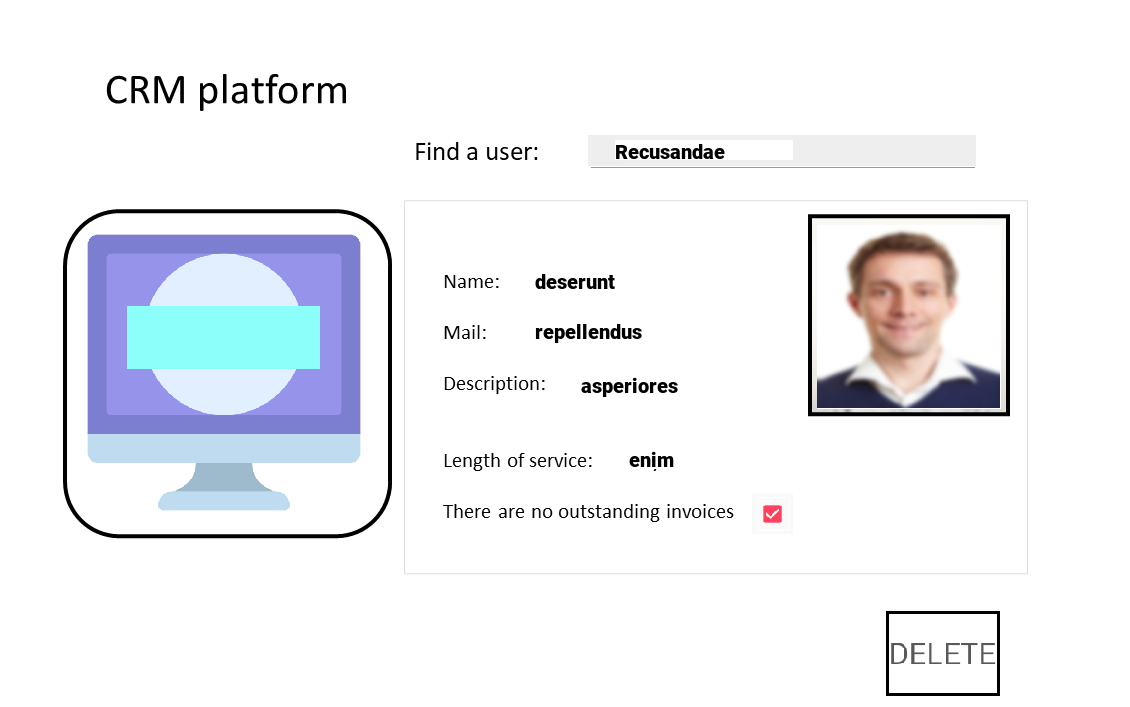 CRM platform
Find a user: Recusandae
Name: deserunt
Mail: repellendus
Description: asperiores
Length of service: enim
There are no outstanding invoices
DELETE